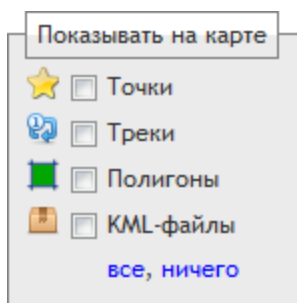 Показывать на карте
Точки
Треки
Полигоны
KML-файлы
все, ничего